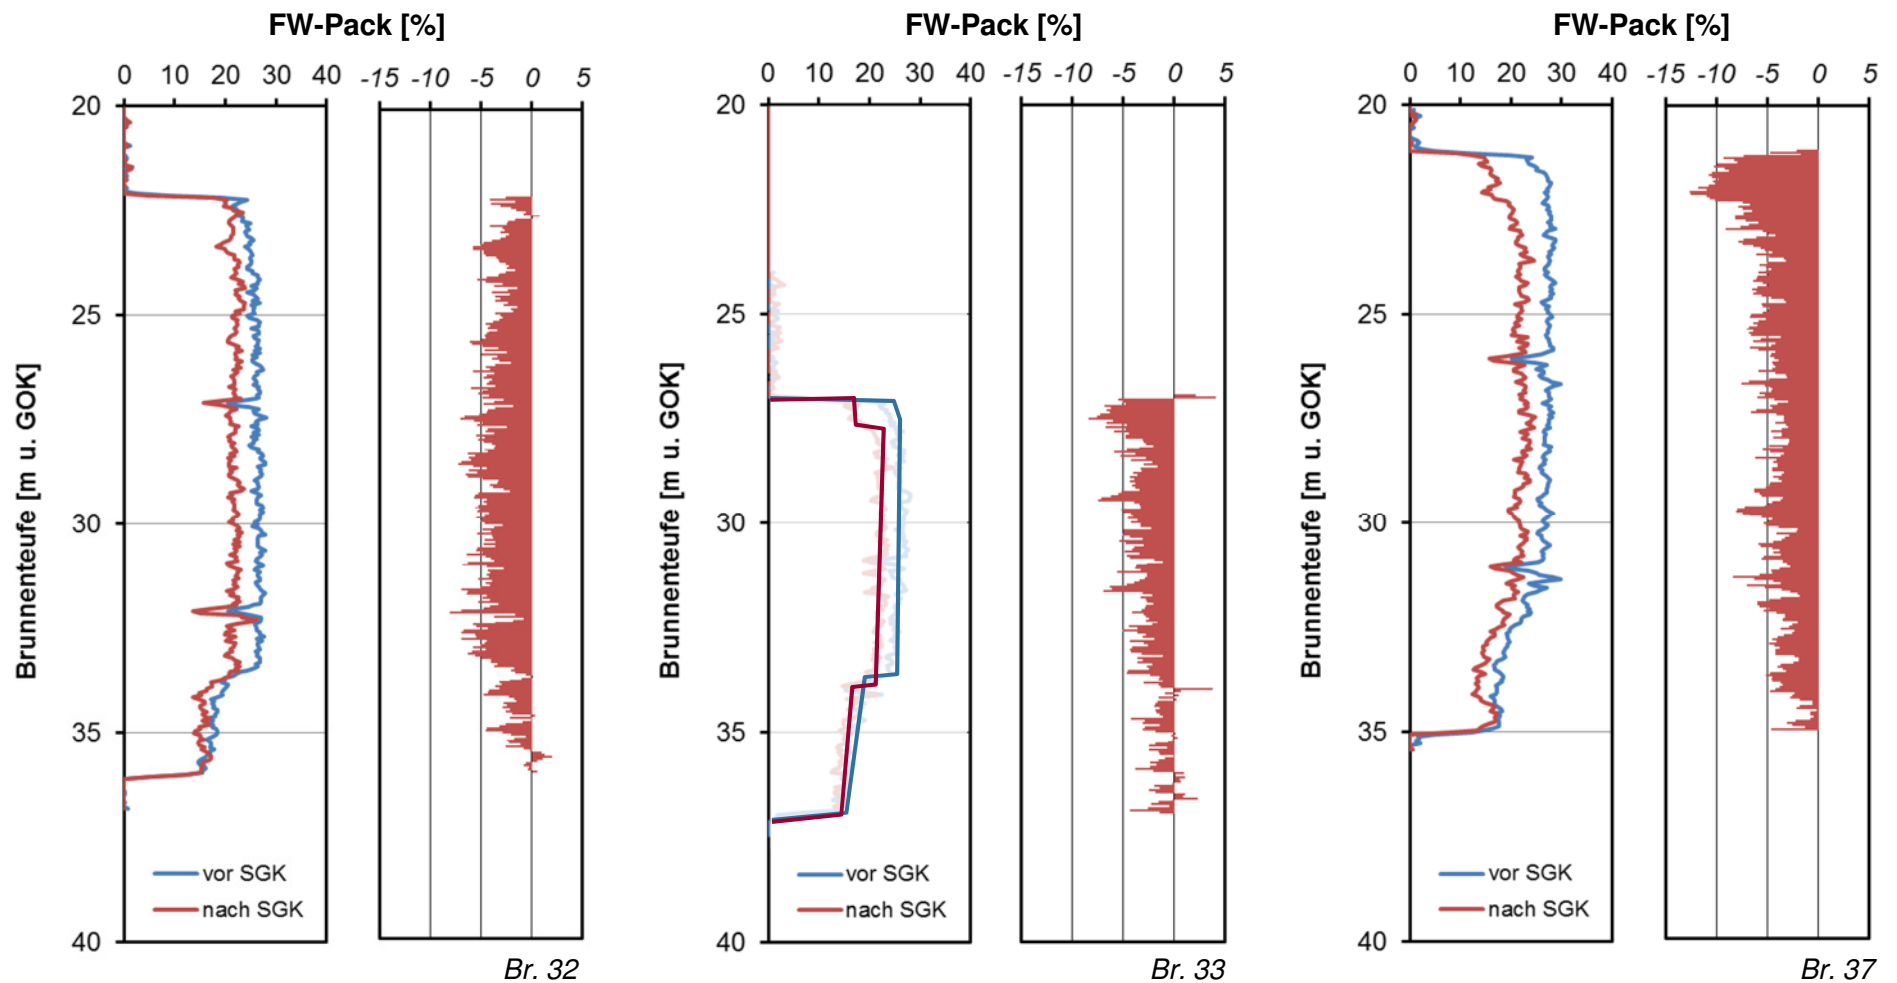 FW-Pack [%] FW-Pack [%] FW-Pack [%]
0 10 20 30 40 -15 -10 -5 0 5 0 10 20 30 40 -15 -10 -5 0 5 0 10 20 30 40 -15 -10 -5 0 5
20 20 20
25 25 25
Brunnenteufe [m u. GOK] Brunnenteufe [m u. GOK] Brunnenteufe [m u. GOK]
30 30 30
35 35 35
vor SGK vor SGK vor SGK
nach SGK nach SGK nach SGK
40 40 40
Br. 32 Br. 33 Br. 37